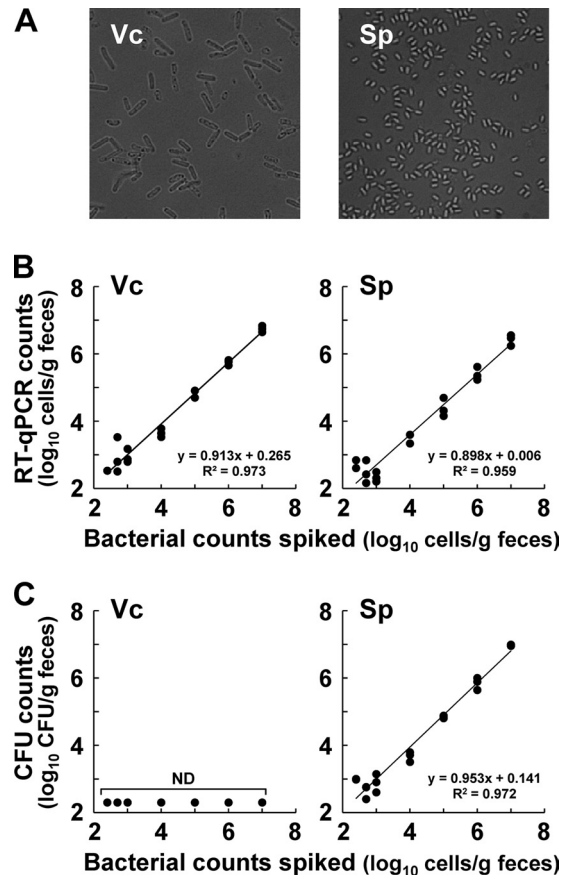 A
Vc
Sp
B
Vc
Sp
RT-qPCR counts
(log₁₀ cells/g feces)
8
6
4
2
y = 0.913x + 0.265
R² = 0.973
2 4 6 8
8
6
4
2
y = 0.898x + 0.006
R² = 0.959
2 4 6 8
Bacterial counts spiked (log₁₀ cells/g feces)
C
Vc
Sp
CFU counts
(log₁₀ CFU/g feces)
8
6
4
2
ND
2 4 6 8
8
6
4
2
y = 0.953x + 0.141
R² = 0.972
2 4 6 8
Bacterial counts spiked (log₁₀ cells/g feces)